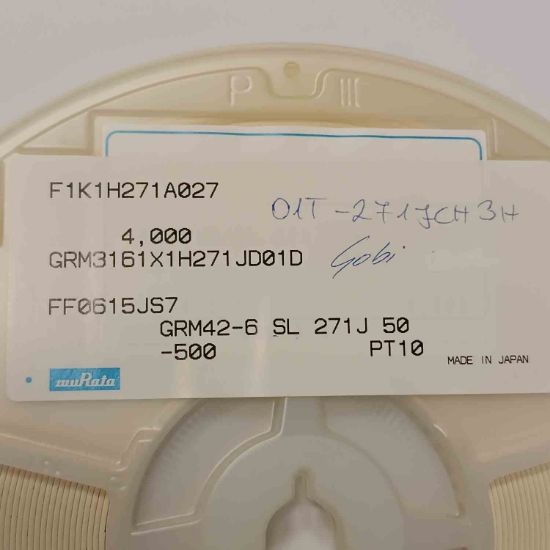 P
F1K1H271A027
01T-271JCH3H
4,000
GRM3161X1H271JD01D
Gobi
FF0615JS7
GRM42-6 SL 271J 50
-500 PT10
MADE IN JAPAN
muRata